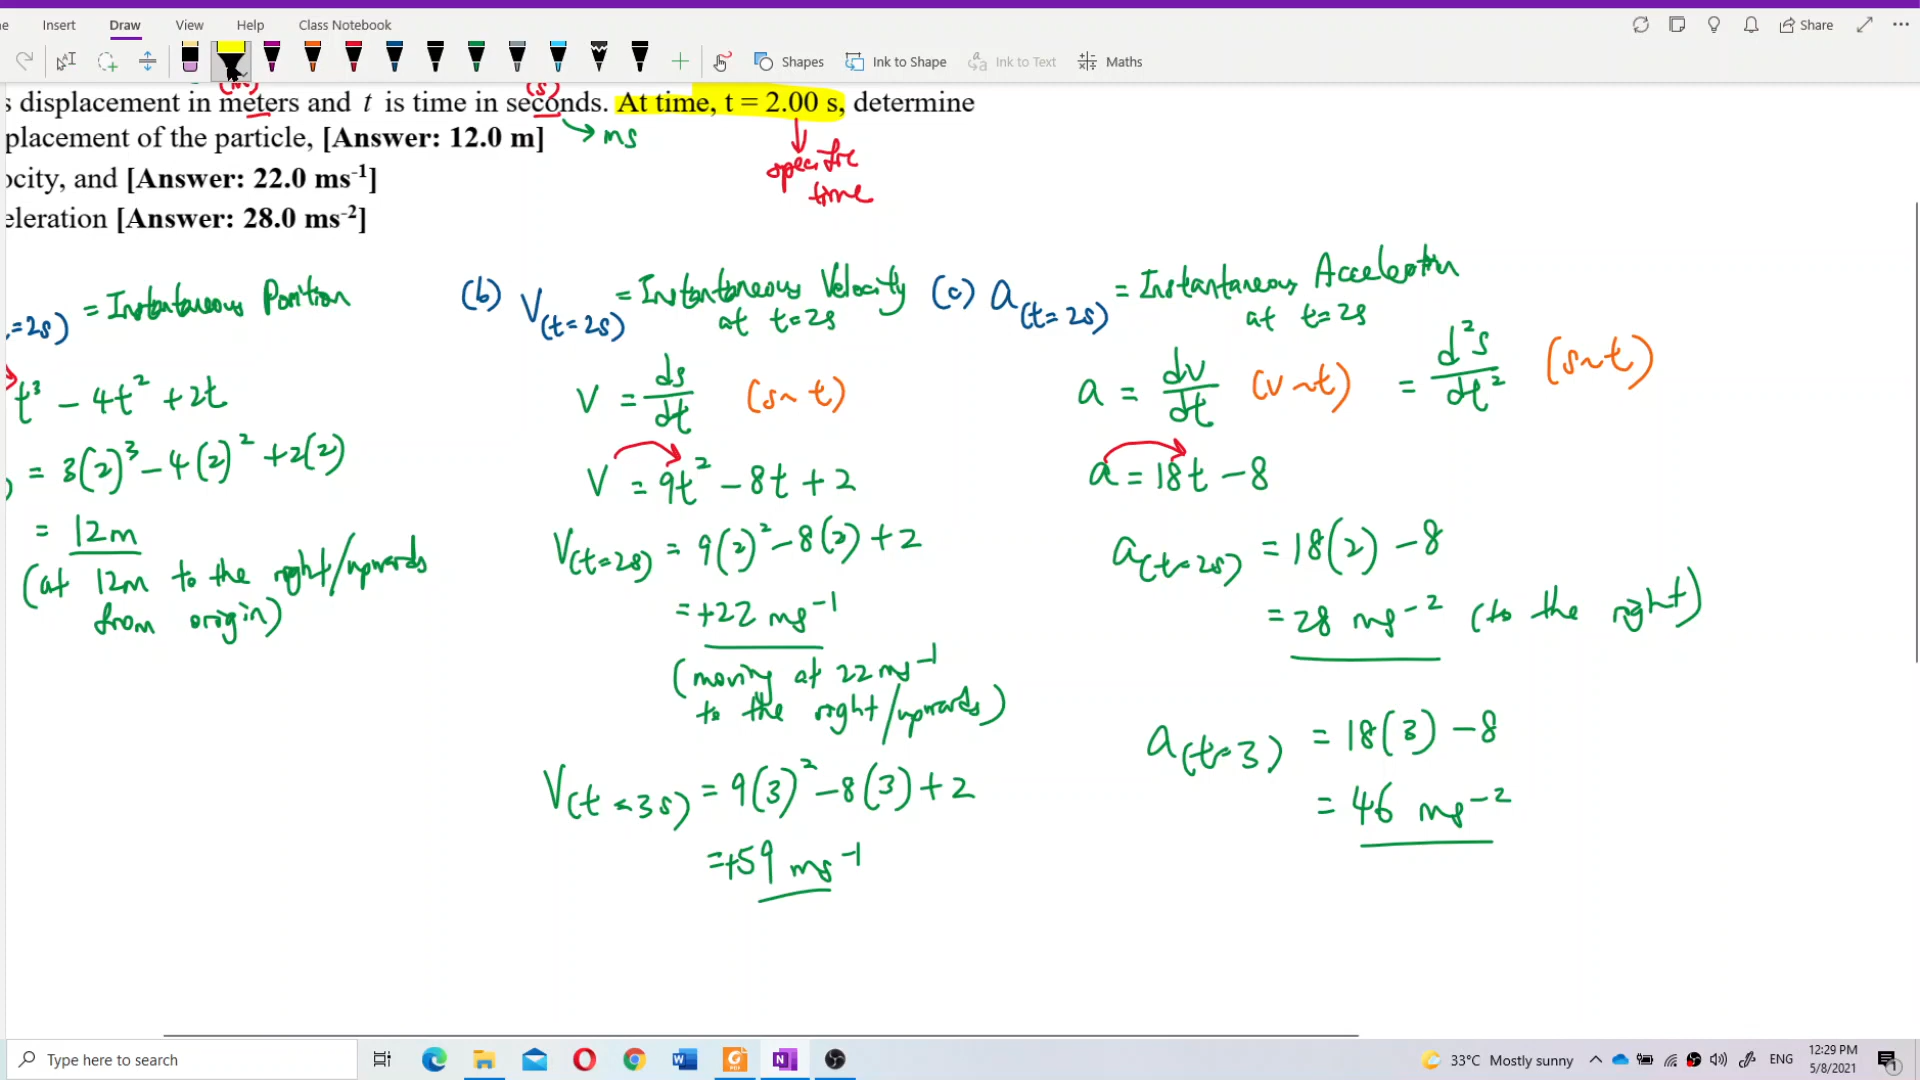 Insert Draw View Help Class Notebook Share
Shapes Ink to Shape Ink to Text Maths
(m) (s)
s displacement in meters and t is time in seconds. At time, t = 2.00 s, determine
placement of the particle, [Answer: 12.0 m] → ms
ocity, and [Answer: 22.0 ms⁻¹]
eleration [Answer: 28.0 ms⁻²]
specific
time
=2s) = Instantaneous Position
t³ - 4t² + 2t
) = 3(2)³ - 4(2)² + 2(2)
= 12m
(at 12m to the right/upwards
from origin)
(b) V(t=2s) = Instantaneous Velocity
at t=2s
V = ds/dt (s~t)
V = 9t² - 8t + 2
V(t=2s) = 9(2)² - 8(2) + 2
= +22 ms⁻¹
(moving at 22 ms⁻¹
to the right/upwards)
V(t=3s) = 9(3)² - 8(3) + 2
= +59 ms⁻¹
(c) a(t=2s) = Instantaneous Acceleration
at t=2s
a = dv/dt (v~t) = d²s/dt² (s~t)
a = 18t - 8
a(t=2s) = 18(2) - 8
= 28 ms⁻² (to the right)
a(t=3) = 18(3) - 8
= 46 ms⁻²
Type here to search
33°C Mostly sunny ENG 12:29 PM
5/8/2021